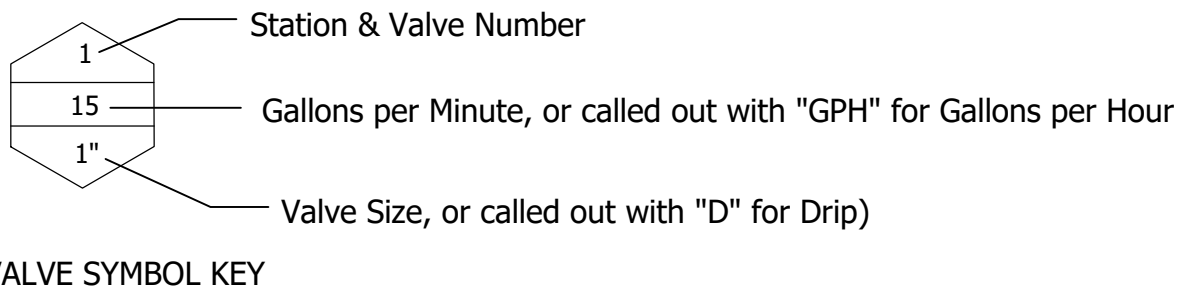 1
Station & Valve Number
15
Gallons per Minute, or called out with "GPH" for Gallons per Hour
1"
Valve Size, or called out with "D" for Drip)
VALVE SYMBOL KEY